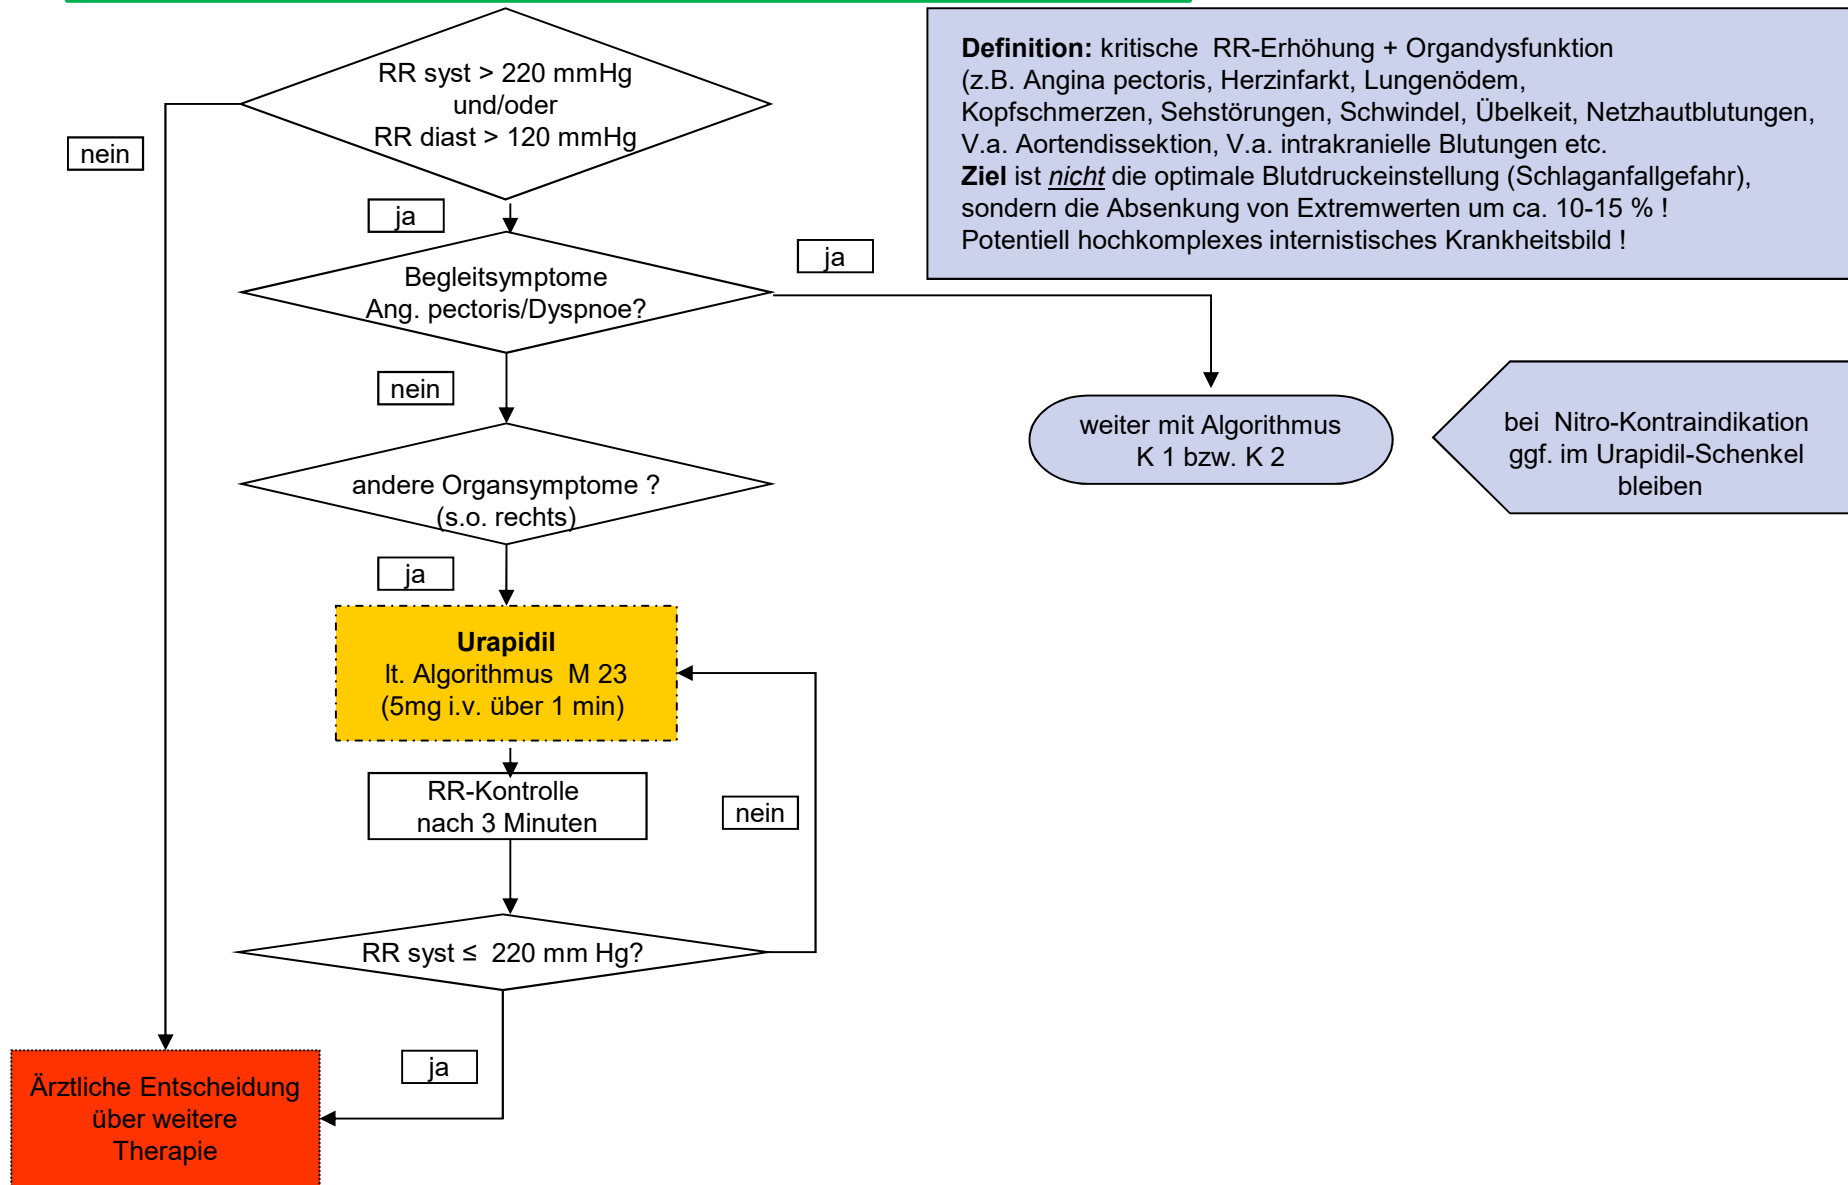 RR syst > 220 mmHg
und/oder
RR diast > 120 mmHg
nein
ja
Definition: kritische RR-Erhöhung + Organdysfunktion
(z.B. Angina pectoris, Herzinfarkt, Lungenödem,
Kopfschmerzen, Sehstörungen, Schwindel, Übelkeit, Netzhautblutungen,
V.a. Aortendissektion, V.a. intrakranielle Blutungen etc.
Ziel ist nicht die optimale Blutdruckeinstellung (Schlaganfallgefahr),
sondern die Absenkung von Extremwerten um ca. 10-15 % !
Potentiell hochkomplexes internistisches Krankheitsbild !
Begleitsymptome
Ang. pectoris/Dyspnoe?
ja
nein
weiter mit Algorithmus
K 1 bzw. K 2
bei Nitro-Kontraindikation
ggf. im Urapidil-Schenkel
bleiben
andere Organsymptome ?
(s.o. rechts)
ja
Urapidil
lt. Algorithmus M 23
(5mg i.v. über 1 min)
RR-Kontrolle
nach 3 Minuten
nein
RR syst ≤ 220 mm Hg?
ja
Ärztliche Entscheidung
über weitere
Therapie